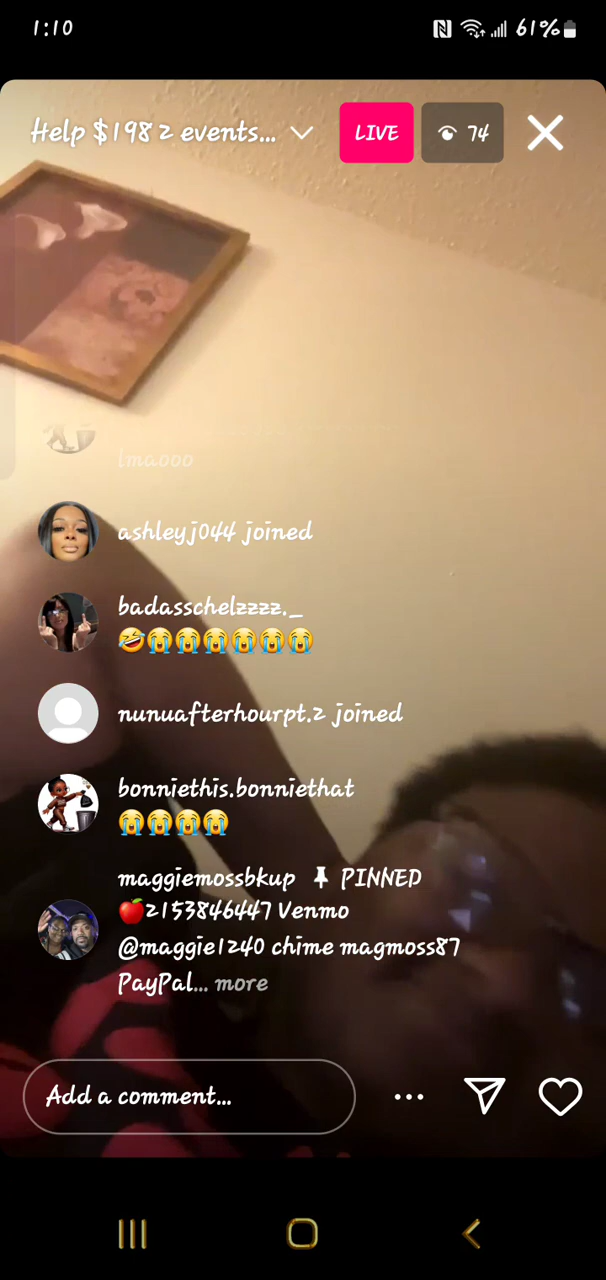 1:10
61%
Help $198 2 events...
LIVE
74
lmaooo
ashleyj044 joined
badasschelzzzz._
🤣😭😭😭😭😭😭
nunuafterhourpt.2 joined
bonniethis.bonniethat
😭😭😭😭
maggiemossbkup 📌 PINNED
🍎2153846447 Venmo
@maggie1240 chime magmoss87
PayPal... more
Add a comment...